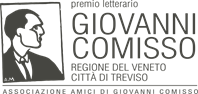 premio letterario
GIOVANNI
COMISSO
REGIONE DEL VENETO
CITTÀ DI TREVISO
A.M
ASSOCIAZIONE AMICI DI GIOVANNI COMISSO